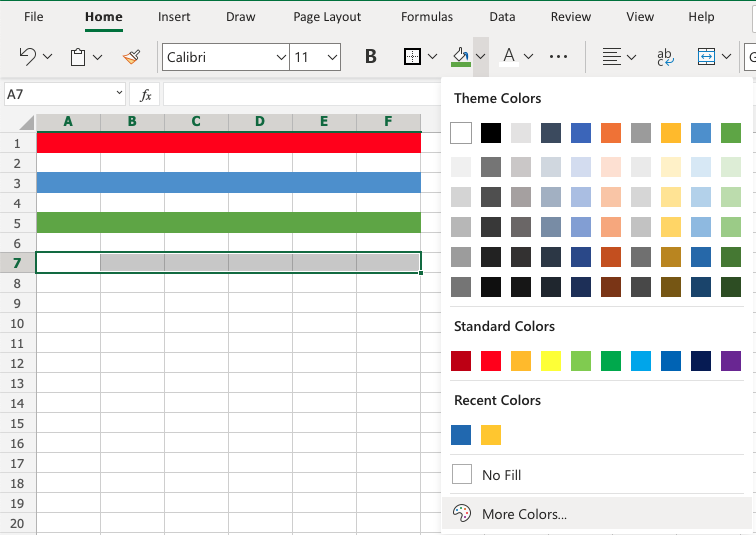 File Home Insert Draw Page Layout Formulas Data Review View Help
Calibri 11 B A ab c
A7 fx
A B C D E F
1
2
3
4
5
6
7
8
9
10
11
12
13
14
15
16
17
18
19
20
Theme Colors
Standard Colors
Recent Colors
No Fill
More Colors...